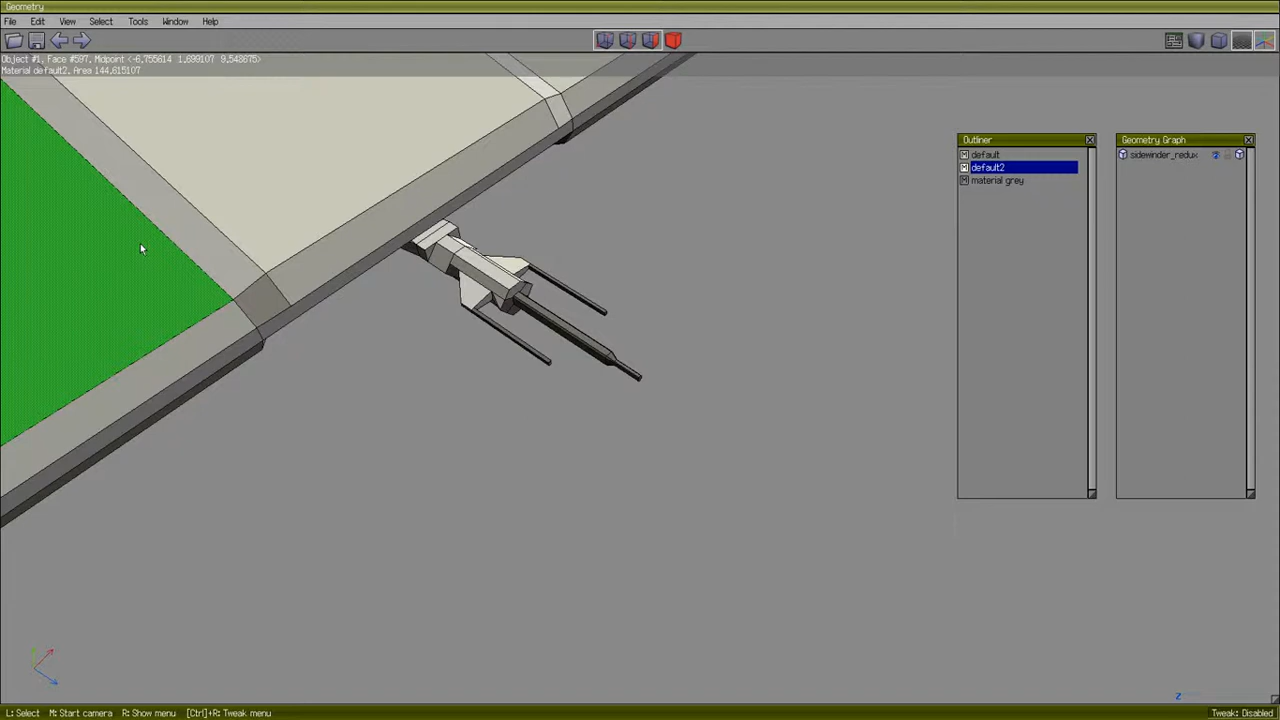 Geometry
File Edit View Select Tools Window Help
Object #1, Face #597, Midpoint <-6,755614 1,699107 9,548675>
Material default2, Area 144,615107
Outliner
default
default2
material grey
Geometry Graph
sidewinder_redux
Z
L: Select M: Start camera R: Show menu [Ctrl]+R: Tweak menu
Tweak: Disabled